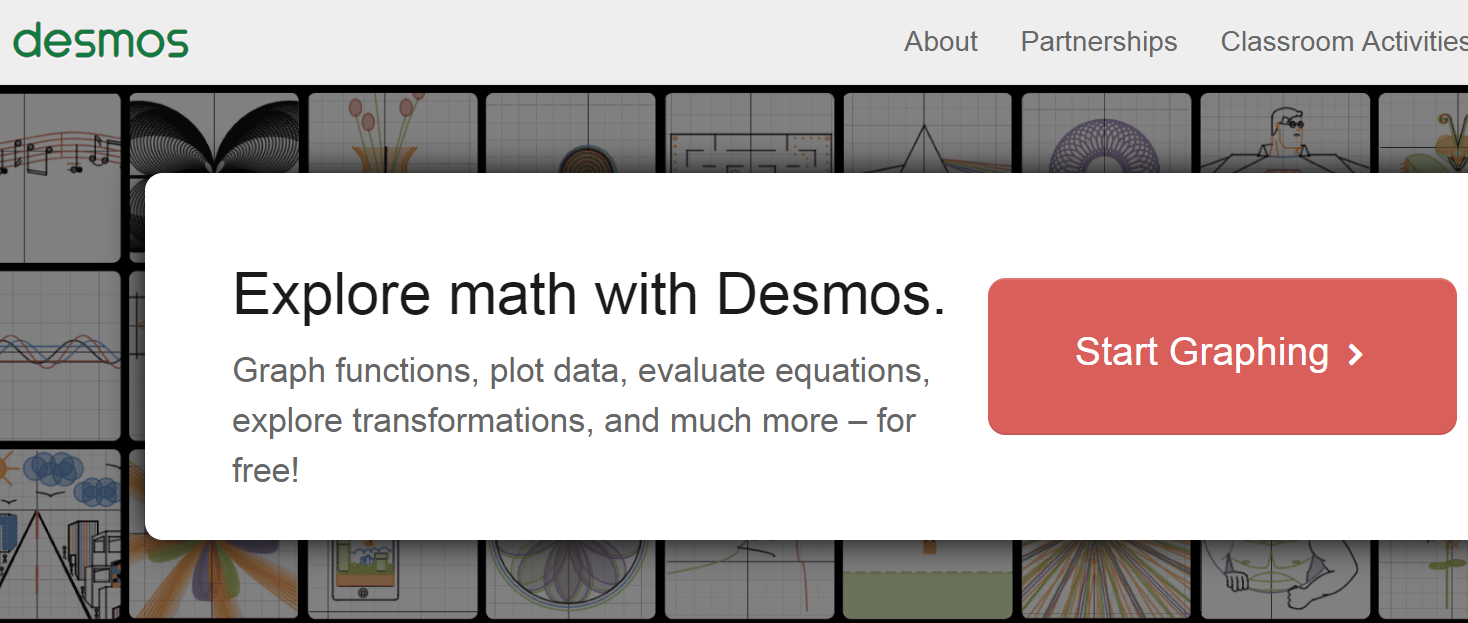 desmos
About Partnerships Classroom Activities
Explore math with Desmos.
Graph functions, plot data, evaluate equations,
explore transformations, and much more – for
free!
Start Graphing